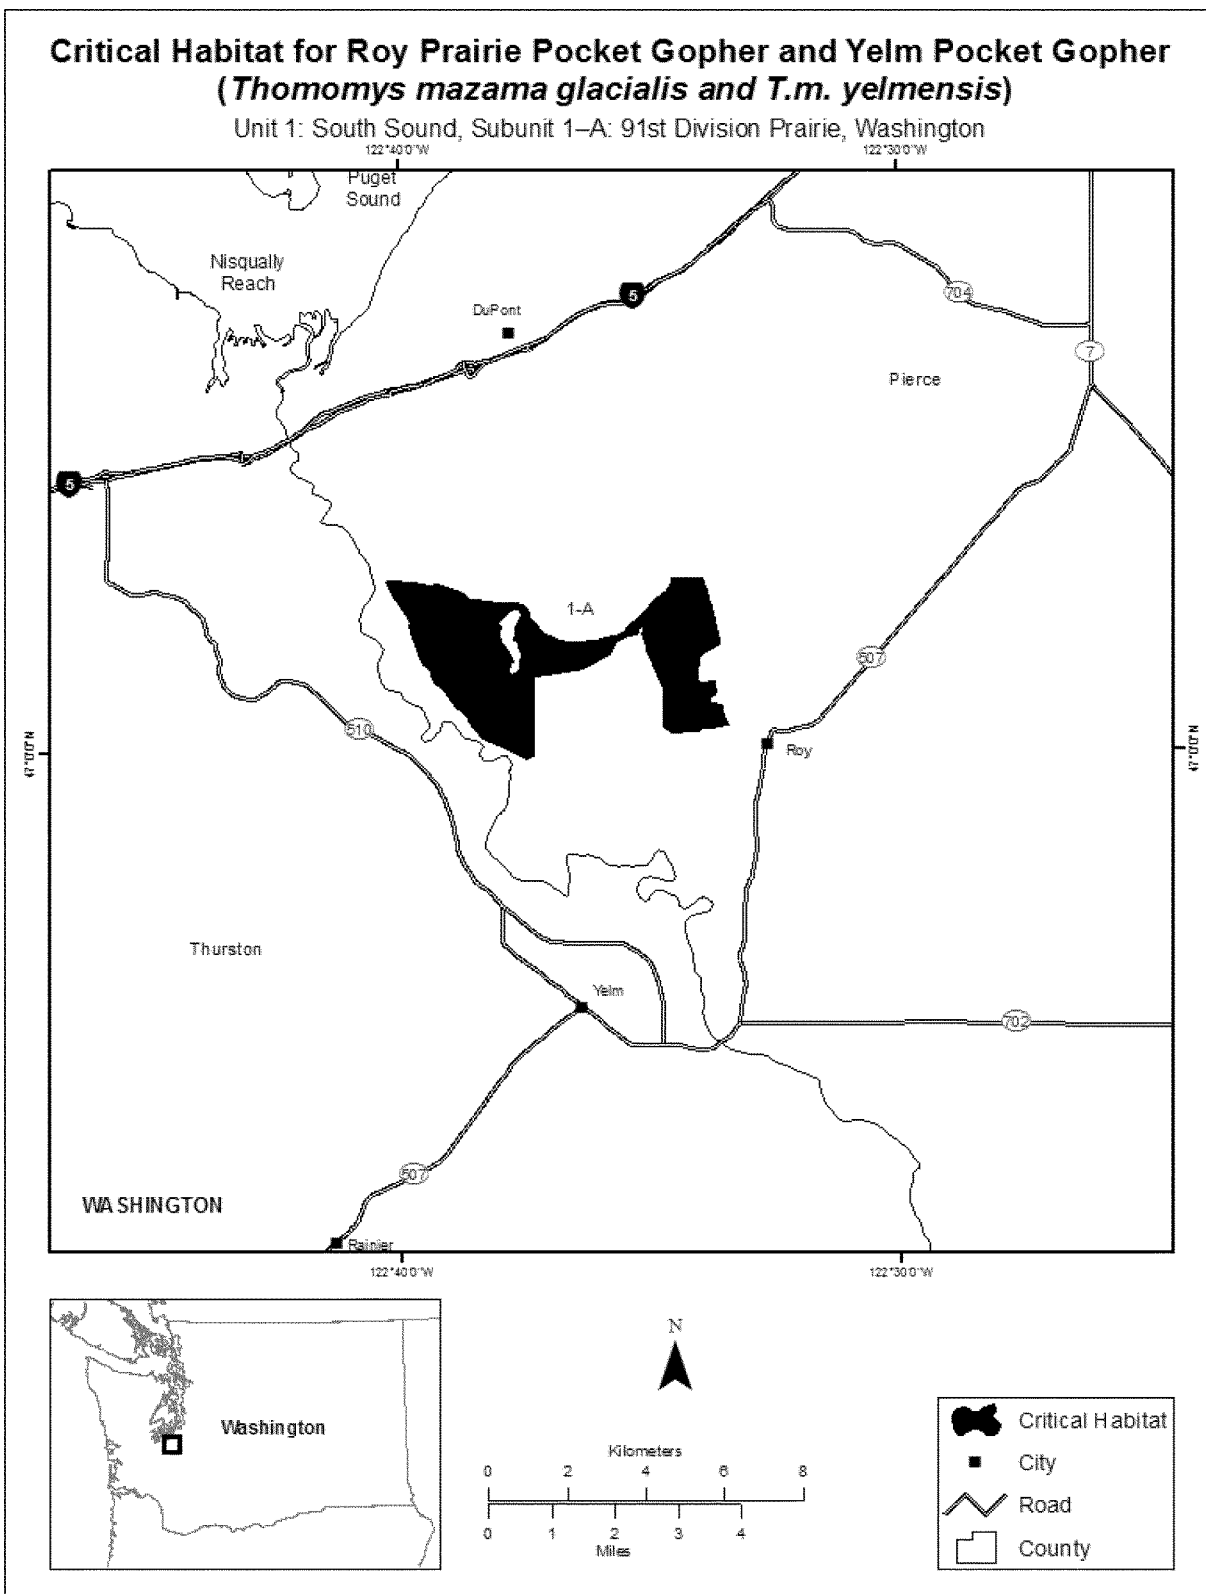 Critical Habitat for Roy Prairie Pocket Gopher and Yelm Pocket Gopher
(Thomomys mazama glacialis and T.m. yelmensis)
Unit 1: South Sound, Subunit 1–A: 91st Division Prairie, Washington
122°40'0"W
122°30'0"W
Puget
Sound
Nisqually
Reach
DuPont
5
704
7
Pierce
5
1-A
507
510
Roy
47°0'0"N
47°0'0"N
Thurston
Yelm
702
507
WASHINGTON
Rainier
122°40'0"W
122°30'0"W
Washington
N
Kilometers
0 2 4 6 8
0 1 2 3 4
Miles
Critical Habitat
City
Road
County